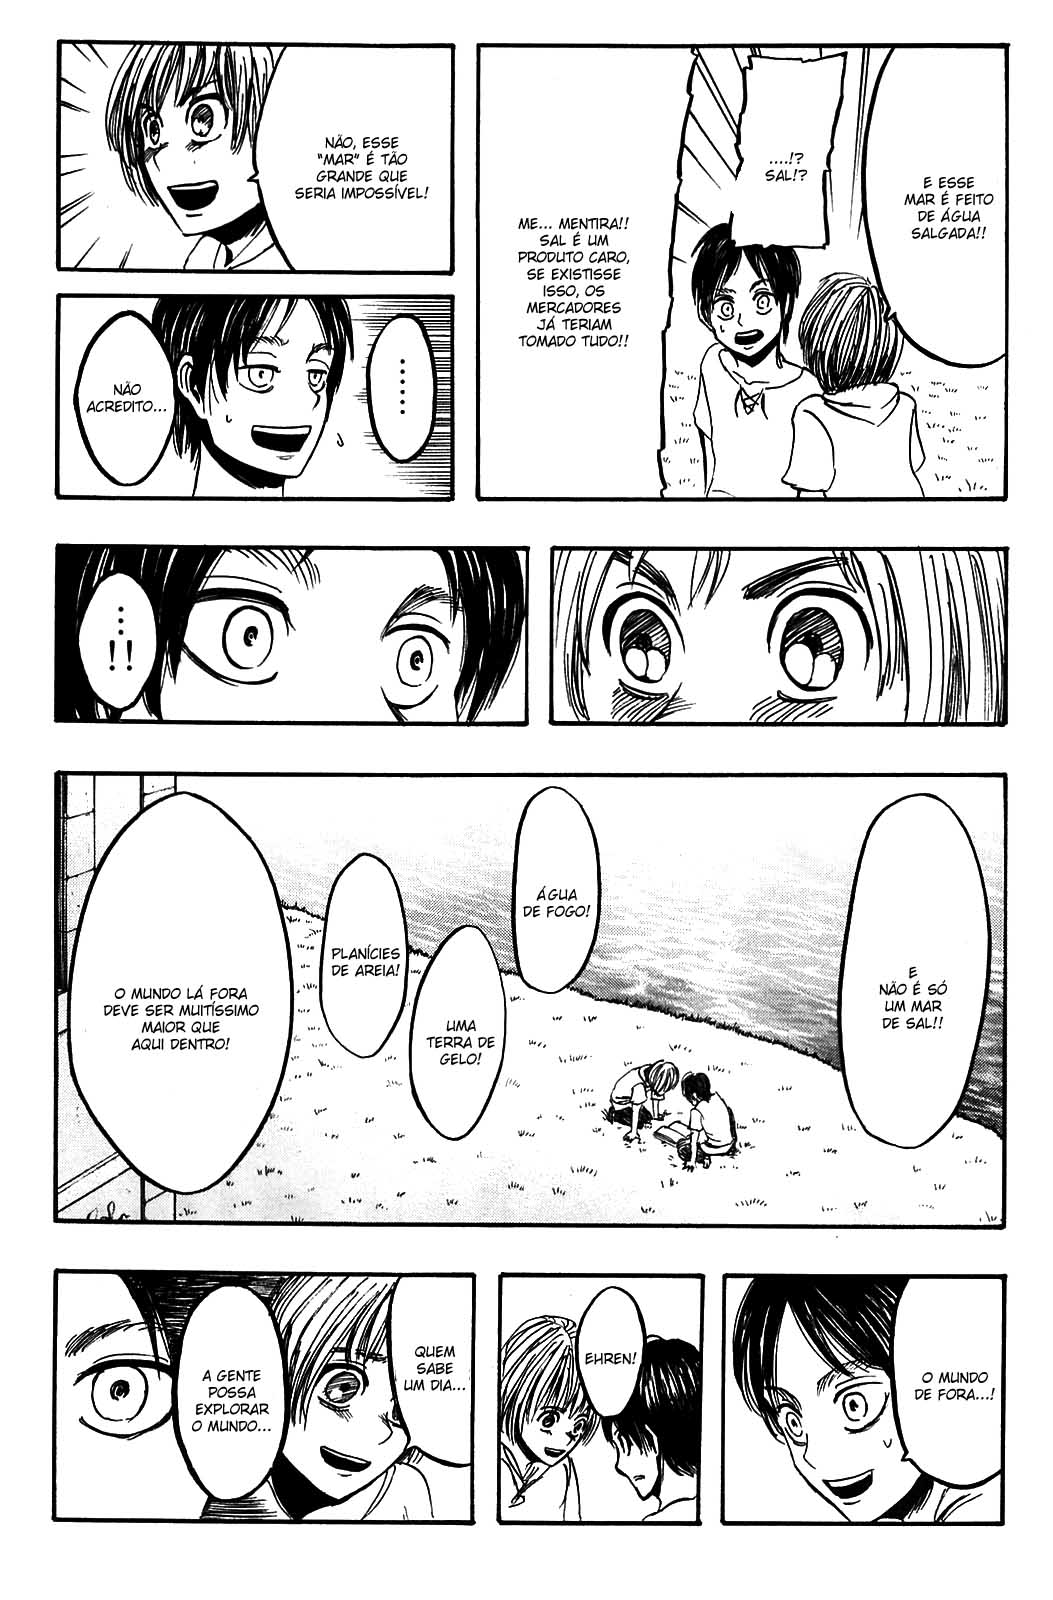 E ESSE
MAR É FEITO
DE ÁGUA
SALGADA!!
....!?
SAL!?
ME... MENTIRA!!
SAL É UM
PRODUTO CARO,
SE EXISTISSE
ISSO, OS
MERCADORES
JÁ TERIAM
TOMADO TUDO!!
NÃO, ESSE
"MAR" É TÃO
GRANDE QUE
SERIA IMPOSSÍVEL!
......
NÃO
ACREDITO...
...!!
E
NÃO É SÓ
UM MAR
DE SAL!!
ÁGUA
DE FOGO!
UMA
TERRA DE
GELO!
PLANÍCIES
DE AREIA!
O MUNDO LÁ FORA
DEVE SER MUITÍSSIMO
MAIOR QUE
AQUI DENTRO!
O MUNDO
DE FORA...!
EHREN!
QUEM
SABE
UM DIA...
A GENTE
POSSA
EXPLORAR
O MUNDO...